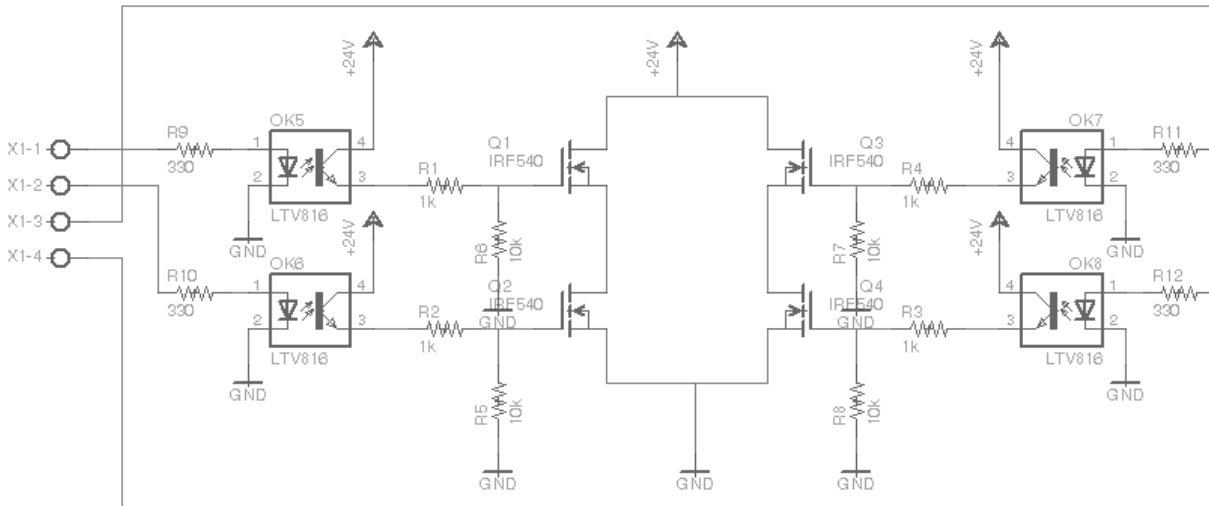 +24V
+24V
+24V
OK5
OK7
X1-1
R9
330
1
4
Q1
IRF540
Q3
IRF540
4
1
R11
330
X1-2
2
3
R1
1k
R4
1k
3
2
X1-3
LTV816
LTV816
X1-4
GND
+24V
R6
10k
R7
10k
+24V
GND
OK6
OK8
R10
330
1
4
Q2
IRF540
Q4
IRF540
4
1
R12
330
2
3
R2
1k
GND
GND
R3
1k
3
2
LTV816
LTV816
GND
R5
10k
R8
10k
GND
GND
GND
GND